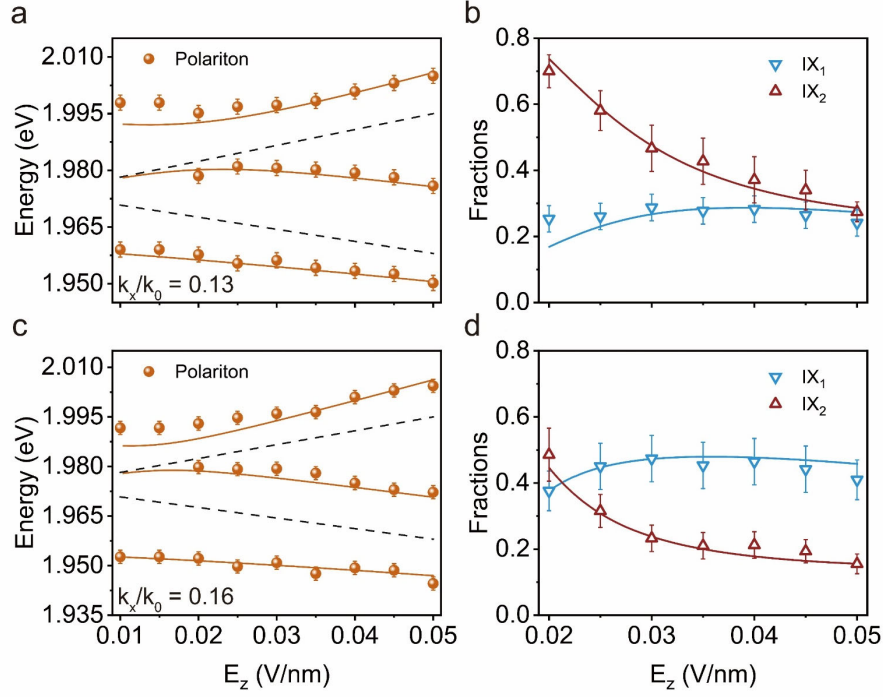 a
Polariton
2.010
1.995
1.980
1.965
1.950
Energy (eV)
kx/k0 = 0.13
b
IX1
IX2
0.8
0.6
0.4
0.2
0.0
Fractions
c
Polariton
2.010
1.995
1.980
1.965
1.950
1.935
Energy (eV)
kx/k0 = 0.16
0.01 0.02 0.03 0.04 0.05
Ez (V/nm)
d
IX1
IX2
0.8
0.6
0.4
0.2
0.0
Fractions
0.02 0.03 0.04 0.05
Ez (V/nm)